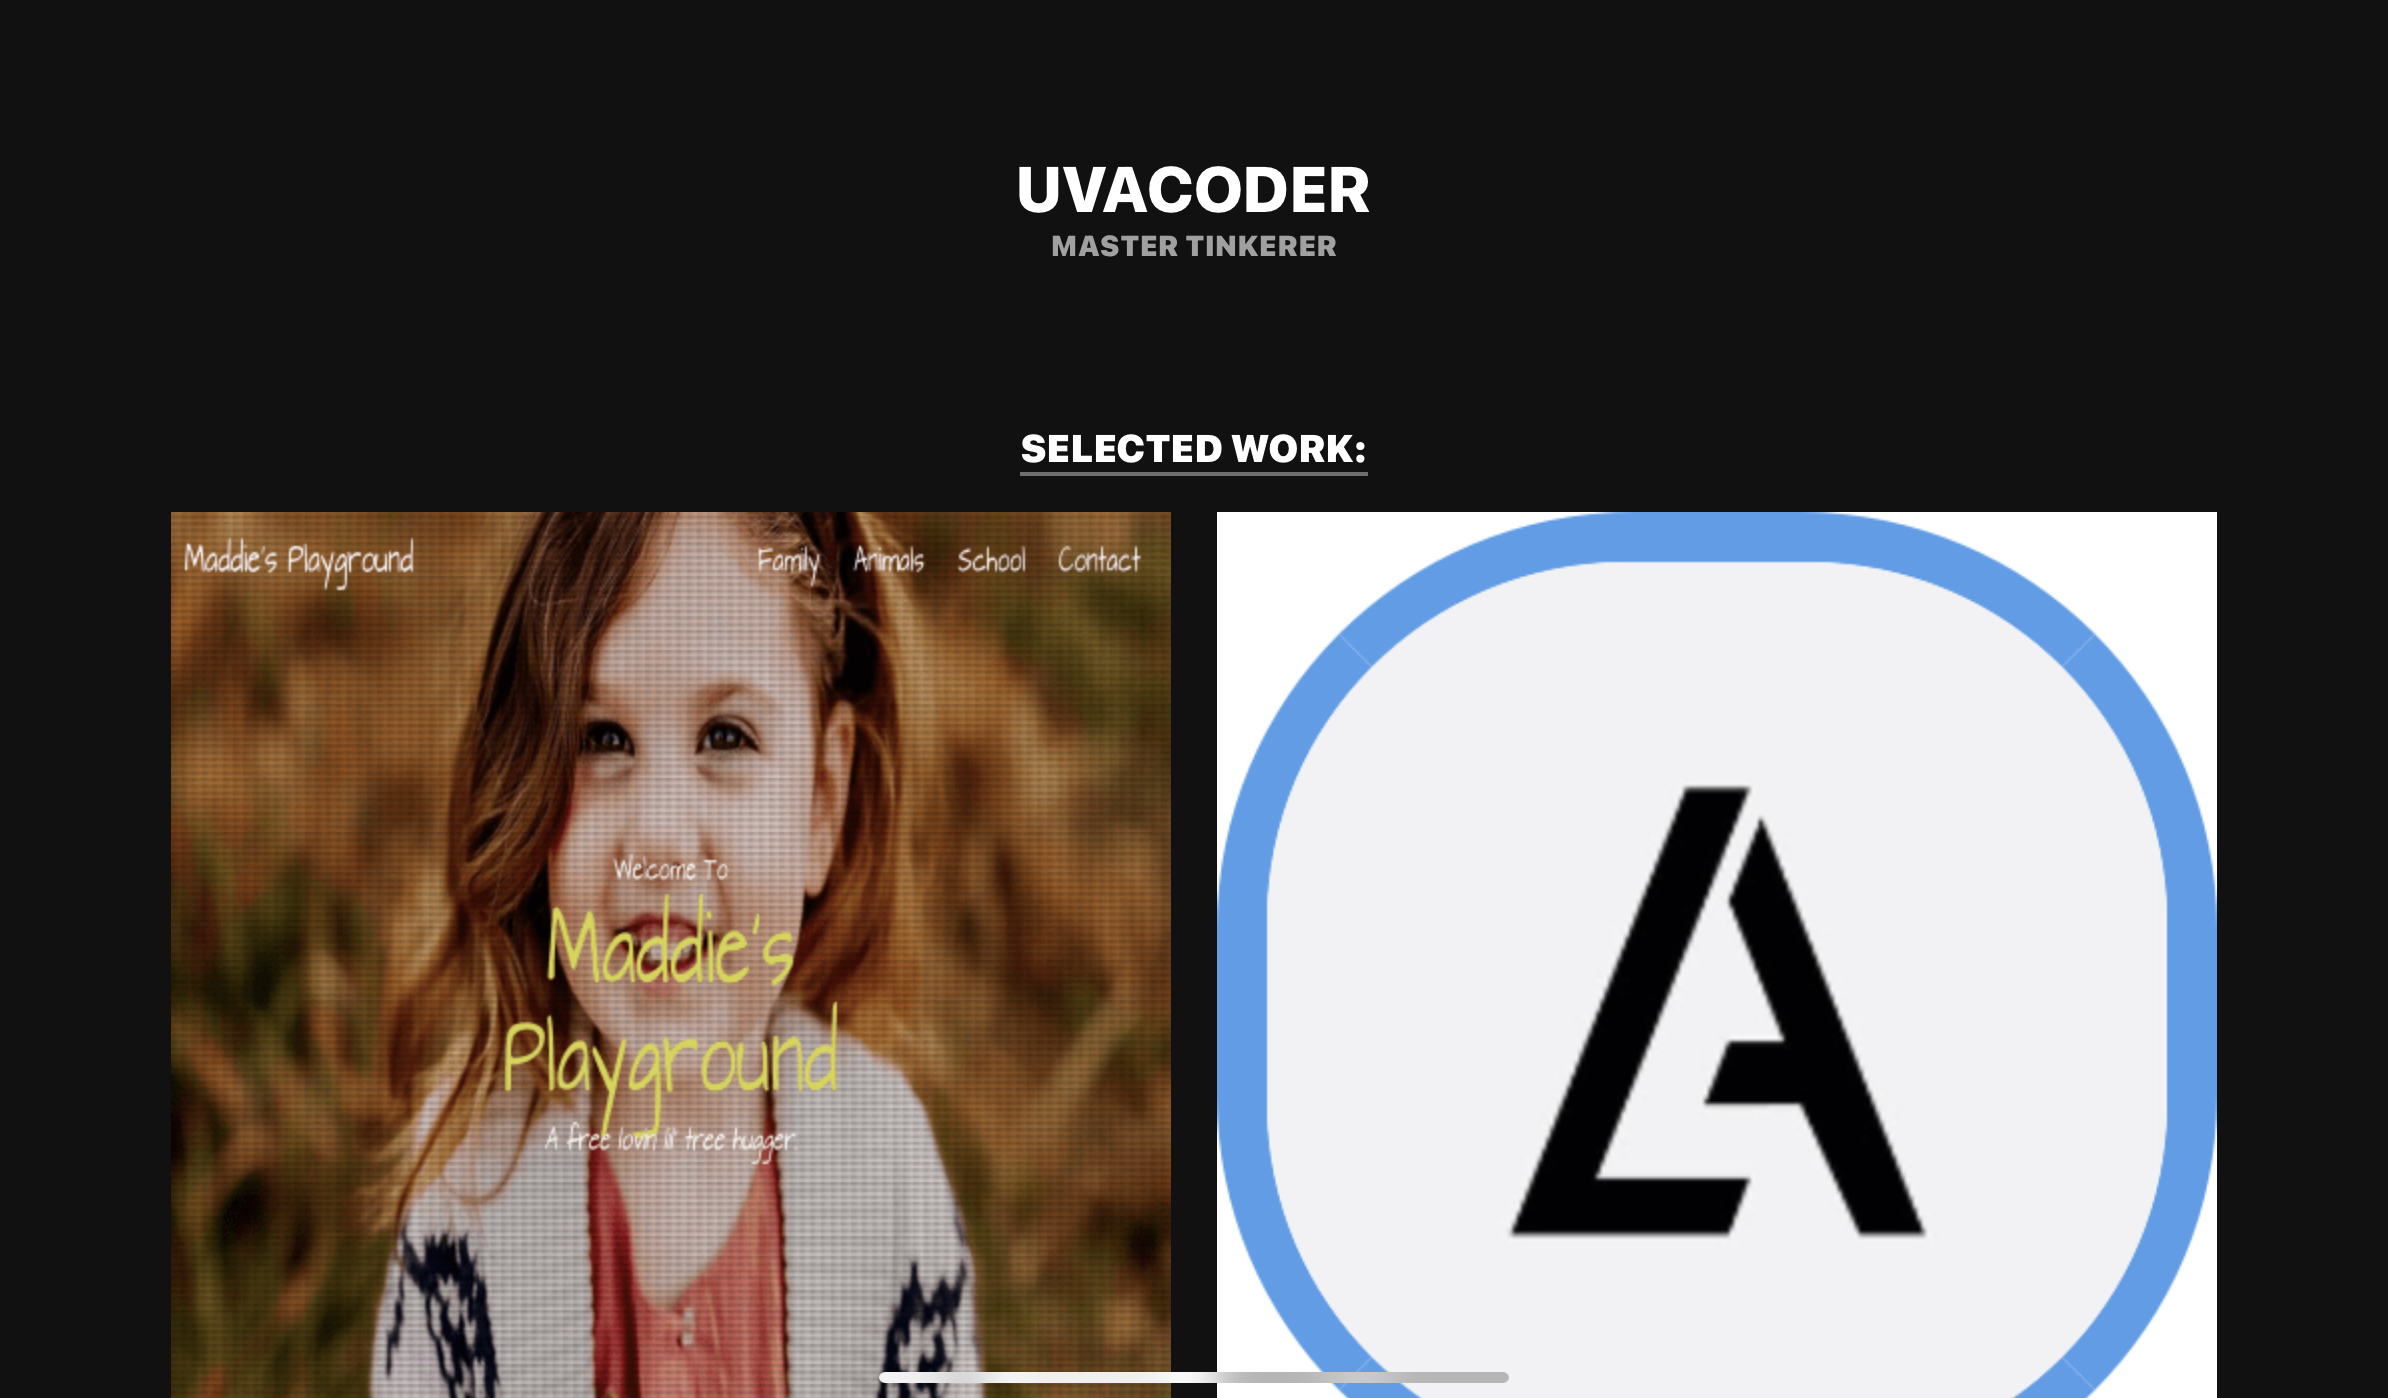 UVACODER
MASTER TINKERER
SELECTED WORK:
Maddie's Playground
Family Animals School Contact
Welcome To
Maddie's
Playground
A free lovin lil' tree hugger.